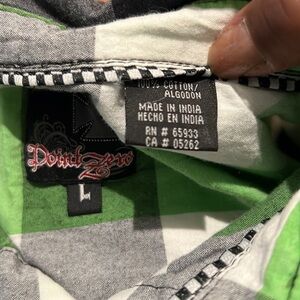 Point Zero
L
100% COTTON/
ALGODON
MADE IN INDIA
HECHO EN INDIA
RN # 65933
CA # 05262